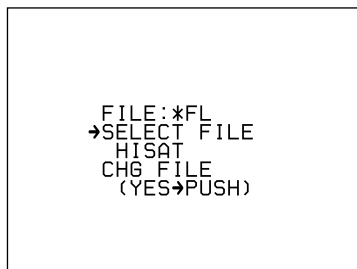 FILE:*FL
→SELECT FILE
HISAT
CHG FILE
(YES→PUSH)